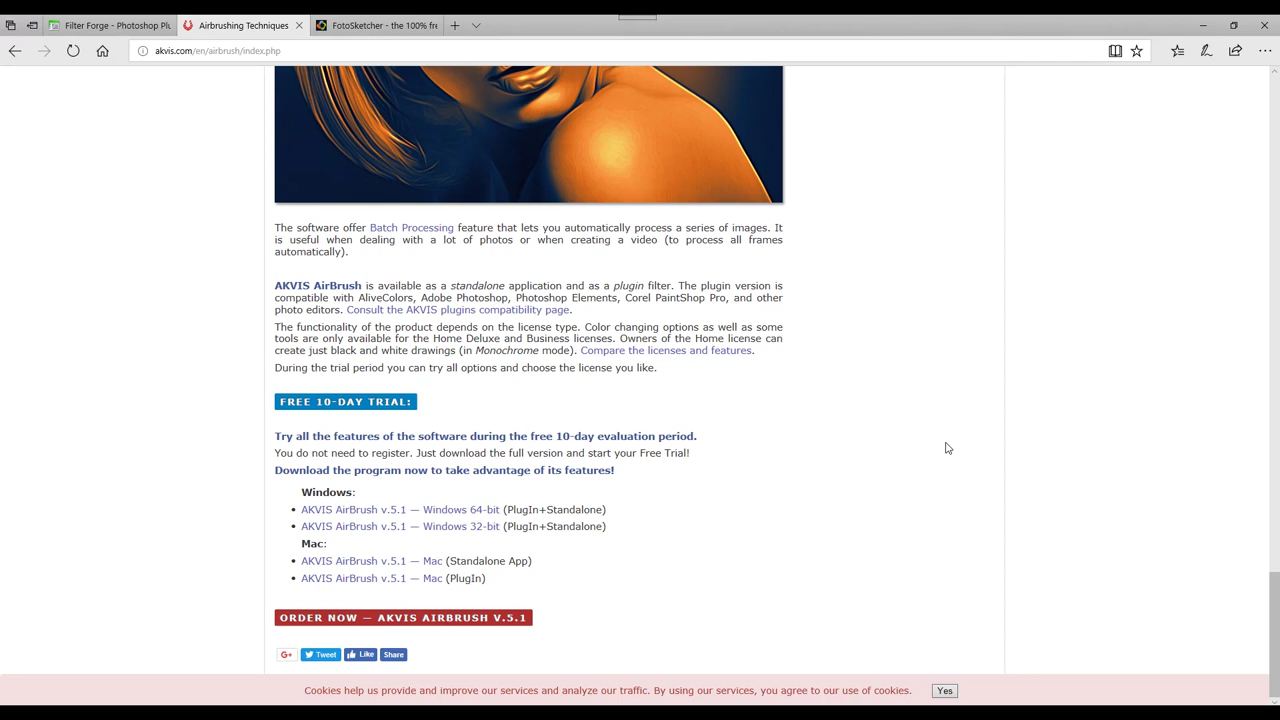 Filter Forge - Photoshop Plu
Airbrushing Techniques
FotoSketcher - the 100% fre
akvis.com/en/airbrush/index.php
The software offer Batch Processing feature that lets you automatically process a series of images. It
is useful when dealing with a lot of photos or when creating a video (to process all frames
automatically).
AKVIS AirBrush is available as a standalone application and as a plugin filter. The plugin version is
compatible with AliveColors, Adobe Photoshop, Photoshop Elements, Corel PaintShop Pro, and other
photo editors. Consult the AKVIS plugins compatibility page.
The functionality of the product depends on the license type. Color changing options as well as some
tools are only available for the Home Deluxe and Business licenses. Owners of the Home license can
create just black and white drawings (in Monochrome mode). Compare the licenses and features.
During the trial period you can try all options and choose the license you like.
FREE 10-DAY TRIAL:
Try all the features of the software during the free 10-day evaluation period.
You do not need to register. Just download the full version and start your Free Trial!
Download the program now to take advantage of its features!
Windows:
• AKVIS AirBrush v.5.1 — Windows 64-bit (PlugIn+Standalone)
• AKVIS AirBrush v.5.1 — Windows 32-bit (PlugIn+Standalone)
Mac:
• AKVIS AirBrush v.5.1 — Mac (Standalone App)
• AKVIS AirBrush v.5.1 — Mac (PlugIn)
ORDER NOW — AKVIS AIRBRUSH V.5.1
G+ Tweet Like Share
Cookies help us provide and improve our services and analyze our traffic. By using our services, you agree to our use of cookies. Yes